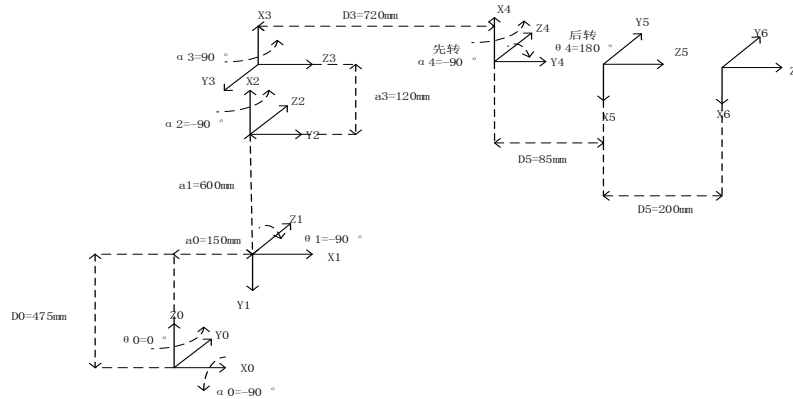 X3
D3=720mm
X4
Z4
先转
α 4=-90 °
Y4
后转
θ 4=180 °
Y5
Z5
Y6
α 3=90 °
Z3
Y3
X2
a3=120mm
Z2
α 2=-90 °
Y2
X5
X6
D5=85mm
a1=600mm
D5=200mm
Z1
a0=150mm
θ 1=-90 °
X1
Y1
D0=475mm
Z0
θ 0=0 °
Y0
X0
α 0=-90 °